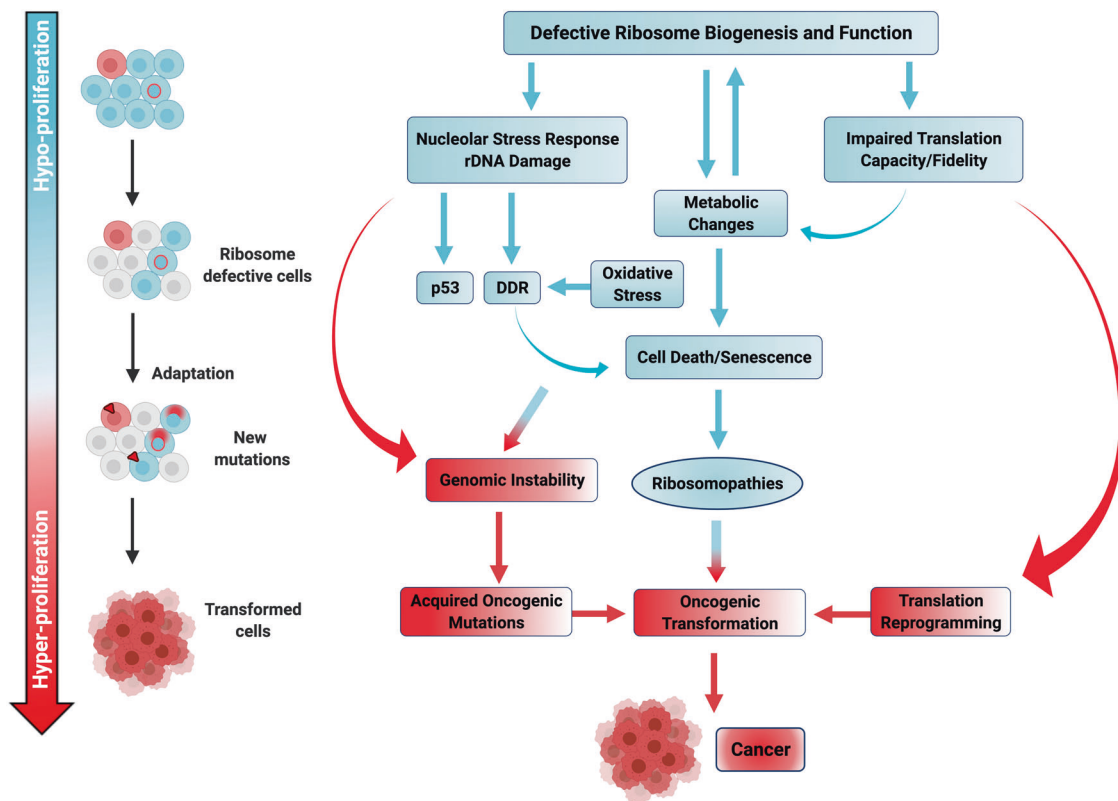 Hypo-proliferation
Hyper-proliferation
Ribosome
defective cells
Adaptation
New
mutations
Transformed
cells
Defective Ribosome Biogenesis and Function
Nucleolar Stress Response
rDNA Damage
Impaired Translation
Capacity/Fidelity
Metabolic
Changes
p53
DDR
Oxidative
Stress
Cell Death/Senescence
Genomic Instability
Ribosomopathies
Acquired Oncogenic
Mutations
Oncogenic
Transformation
Translation
Reprogramming
Cancer